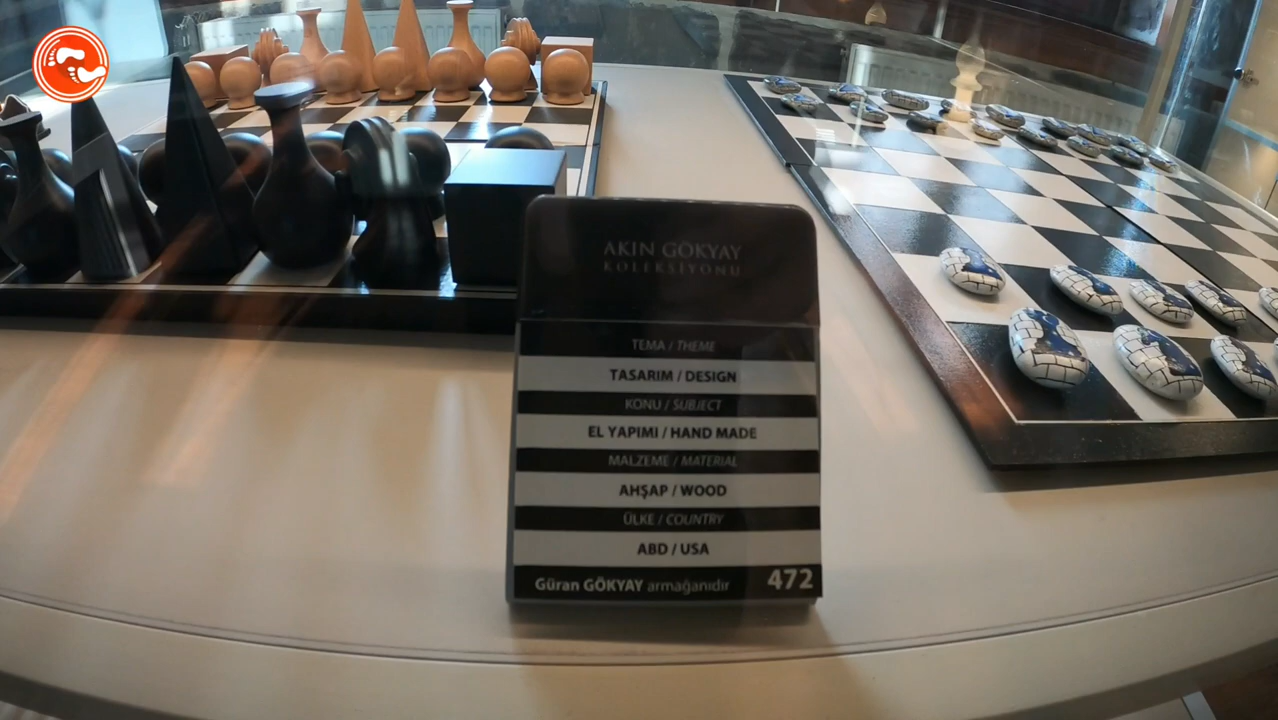 AKIN GÖKYAY
KOLEKSİYONU
TEMA / THEME
TASARIM / DESIGN
KONU / SUBJECT
EL YAPIMI / HAND MADE
MALZEME / MATERIAL
AHŞAP / WOOD
ÜLKE / COUNTRY
ABD / USA
Güran GÖKYAY armağanıdır 472